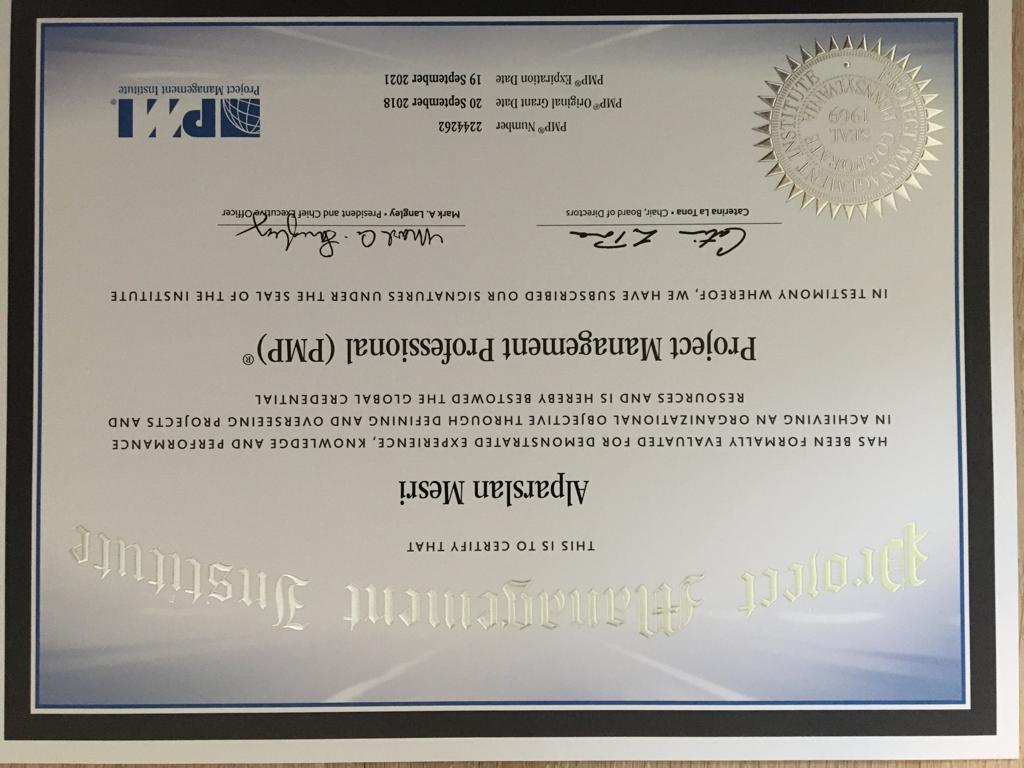 Project Management Institute
THIS IS TO CERTIFY THAT
Alparslan Mesri
HAS BEEN FORMALLY EVALUATED FOR DEMONSTRATED EXPERIENCE, KNOWLEDGE AND PERFORMANCE
IN ACHIEVING AN ORGANIZATIONAL OBJECTIVE THROUGH DEFINING AND OVERSEEING PROJECTS AND
RESOURCES AND IS HEREBY BESTOWED THE GLOBAL CREDENTIAL
Project Management Professional (PMP)®
IN TESTIMONY WHEREOF, WE HAVE SUBSCRIBED OUR SIGNATURES UNDER THE SEAL OF THE INSTITUTE
Caterina La Tona • Chair, Board of Directors
Mark A. Langley
Mark A. Langley • President and Chief Executive Officer
PROJECT MANAGEMENT INSTITUTE
CORPORATE
SEAL
1969
PENNSYLVANIA
PMP® Number 2244262
PMP® Original Grant Date 20 September 2018
PMP® Expiration Date 19 September 2021
PMI®
Project Management Institute